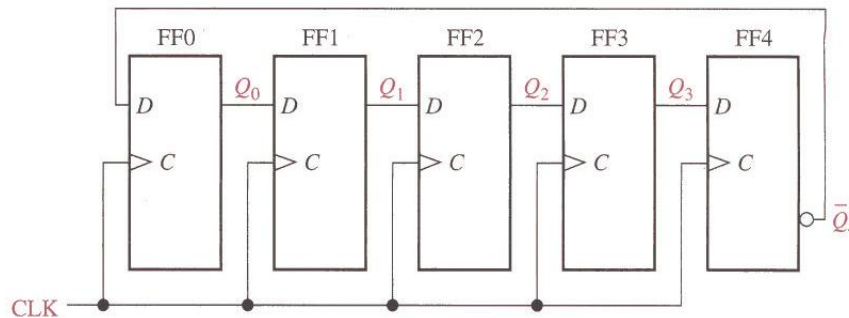 FF0 FF1 FF2 FF3 FF4
D Q₀ D Q₁ D Q₂ D Q₃ D
C C C C C
CLK